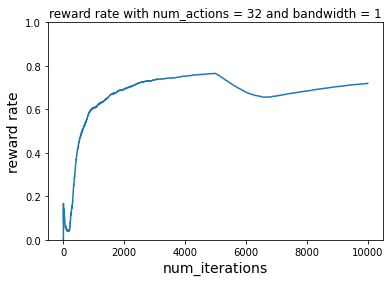 reward rate with num_actions = 32 and bandwidth = 1
1.0
0.8
0.6
0.4
0.2
0.0
reward rate
0 2000 4000 6000 8000 10000
num_iterations